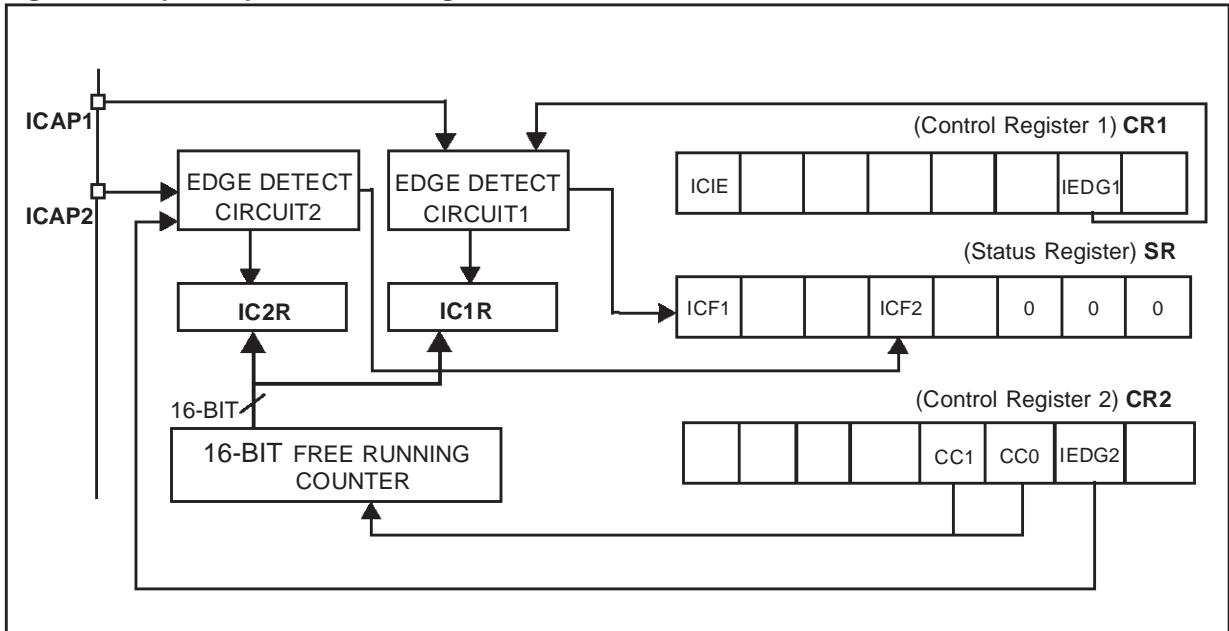 ICAP1
ICAP2
EDGE DETECT
CIRCUIT2
EDGE DETECT
CIRCUIT1
IC2R
IC1R
16-BIT
16-BIT FREE RUNNING
COUNTER
(Control Register 1) CR1
ICIE IEDG1
(Status Register) SR
ICF1 ICF2 0 0 0
(Control Register 2) CR2
CC1 CC0 IEDG2